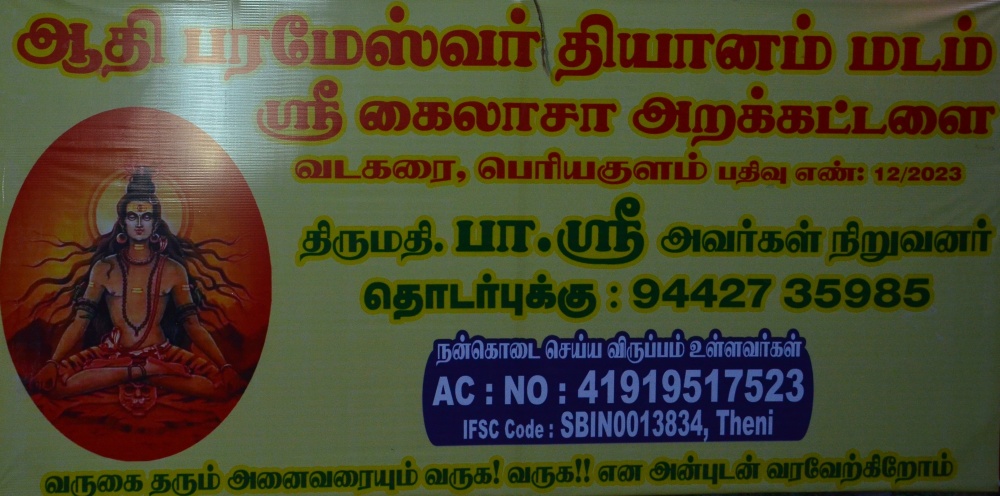 ஆதி பரமேஸ்வர் தியானம் மடம்
ஸ்ரீ கைலாசா அறக்கட்டளை
வடகரை, பெரியகுளம் பதிவு எண்: 12/2023
திருமதி. பா.ஸ்ரீ அவர்கள் நிறுவனர்
தொடர்புக்கு : 94427 35985
நன்கொடை செய்ய விருப்பம் உள்ளவர்கள்
AC : NO : 41919517523
IFSC Code : SBIN0013834, Theni
வருகை தரும் அனைவரையும் வருக! வருக!! என அன்புடன் வரவேற்கிறோம்